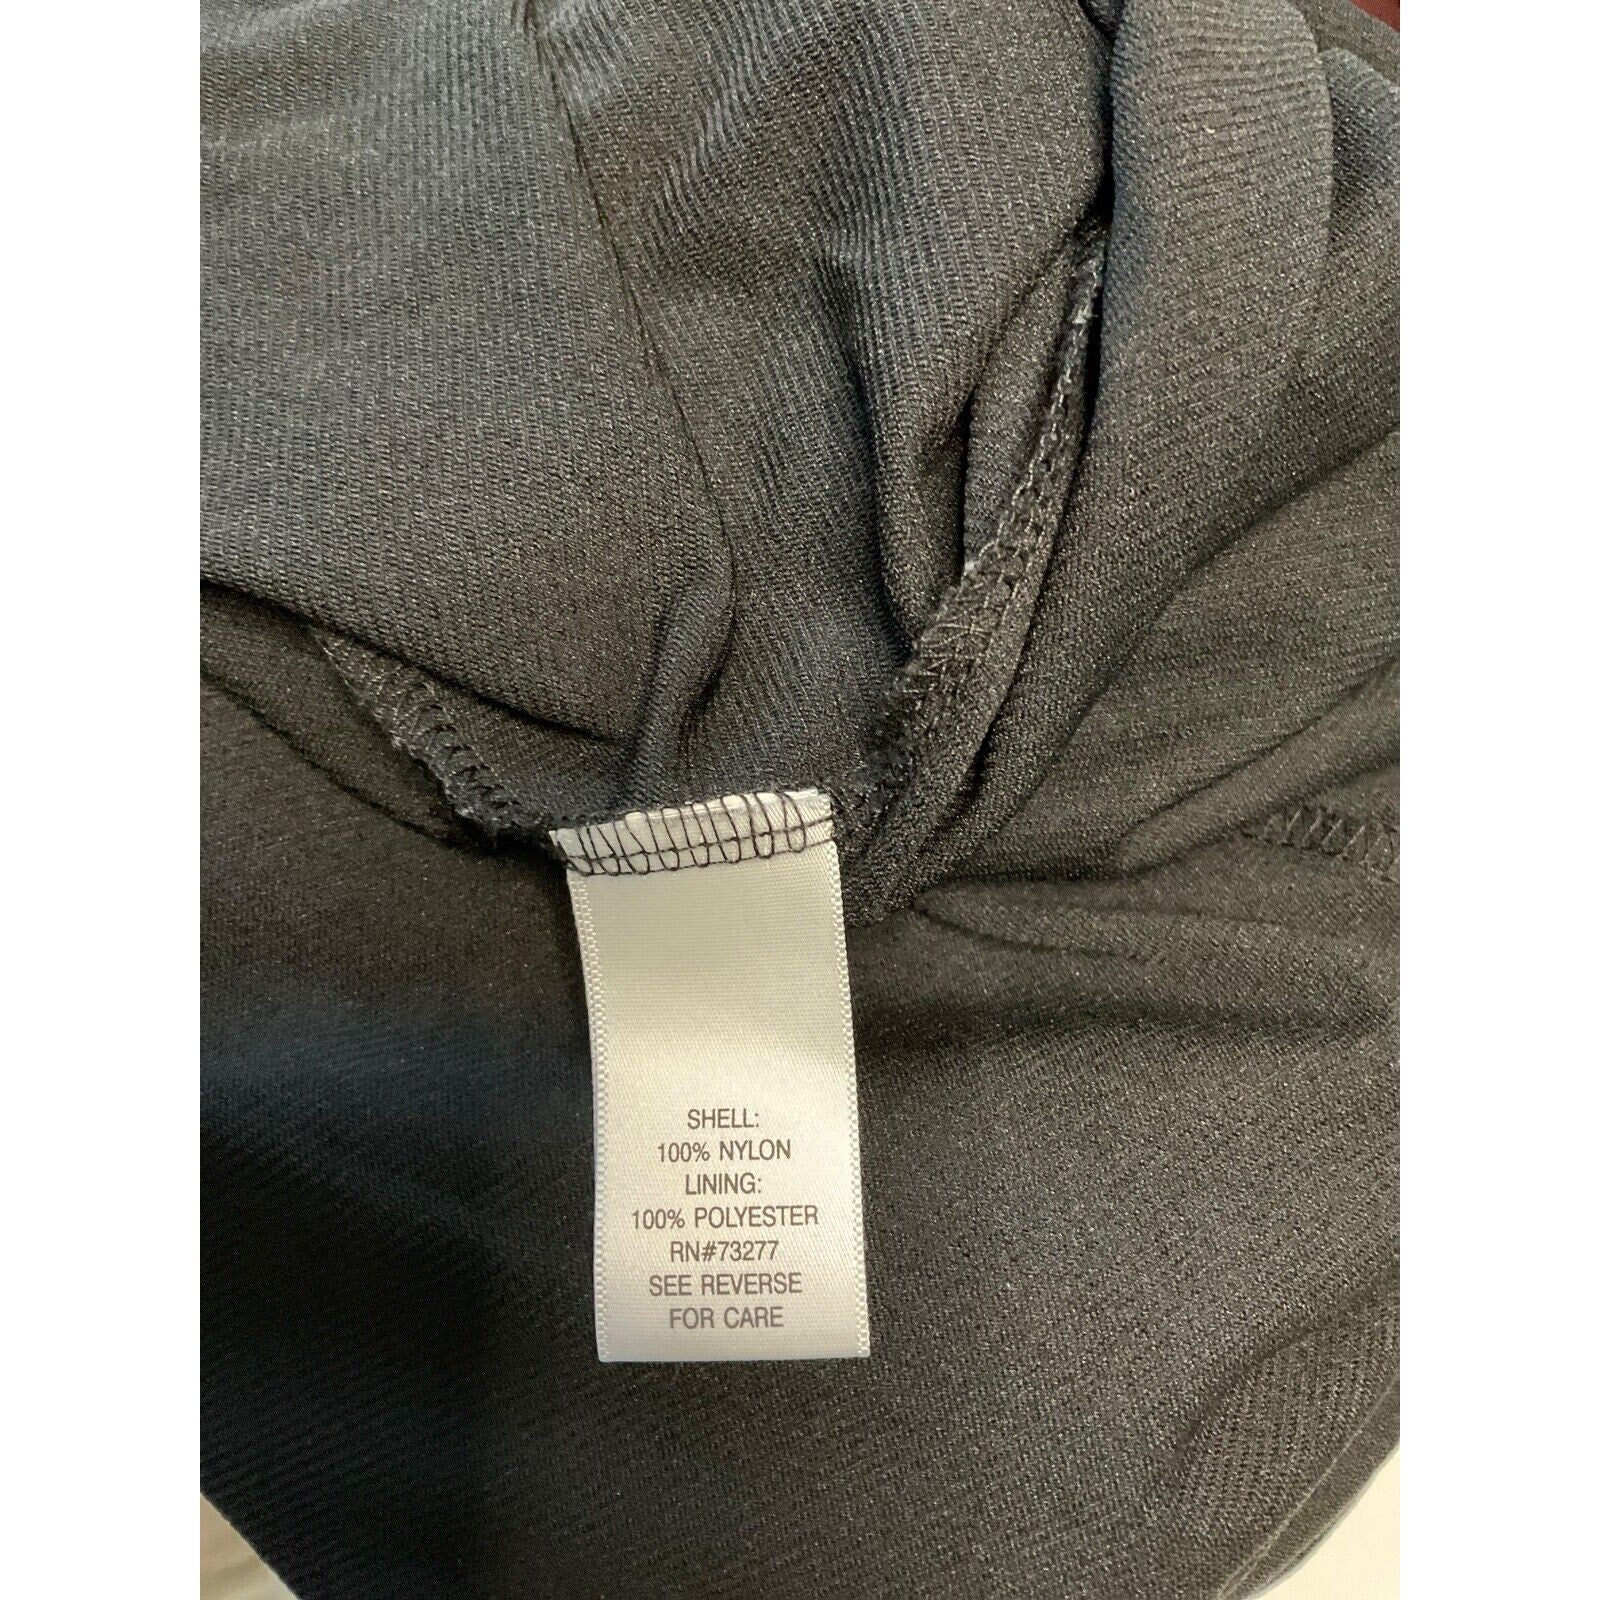 SHELL:
100% NYLON
LINING:
100% POLYESTER
RN#73277
SEE REVERSE
FOR CARE